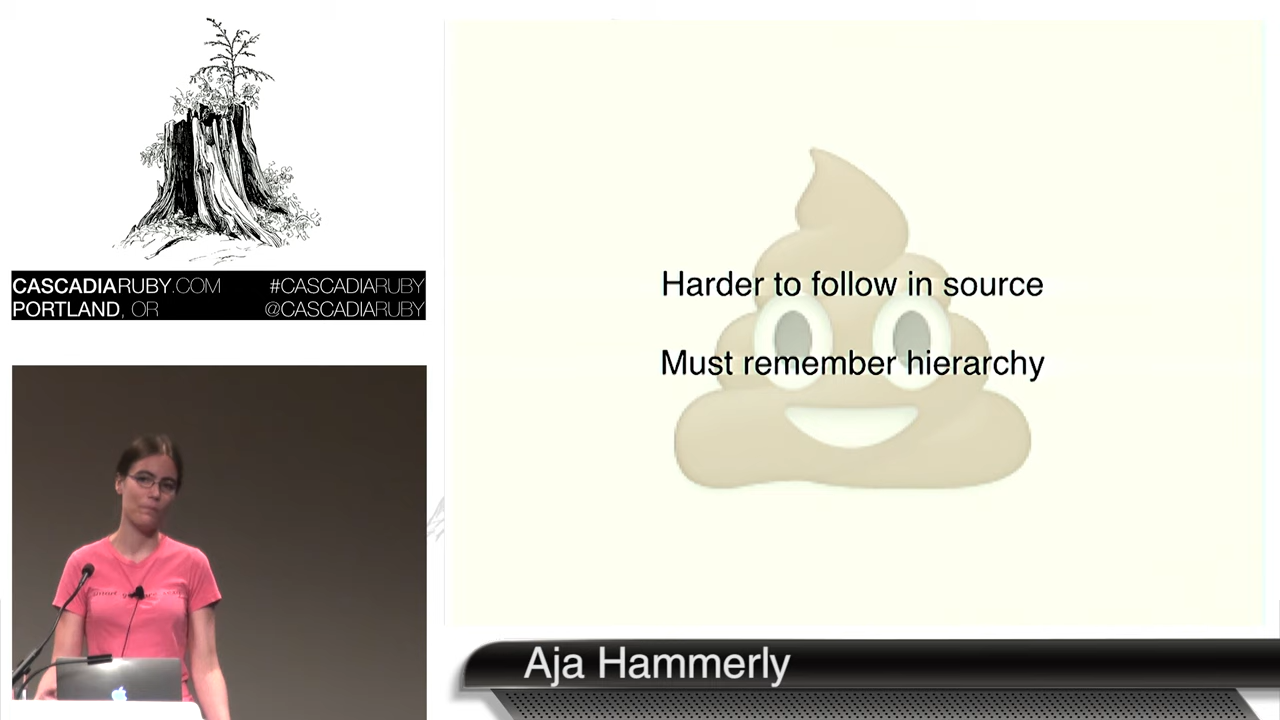 CASCADIARUBY.COM #CASCADIARUBY
PORTLAND, OR @CASCADIARUBY
Harder to follow in source
Must remember hierarchy
Aja Hammerly